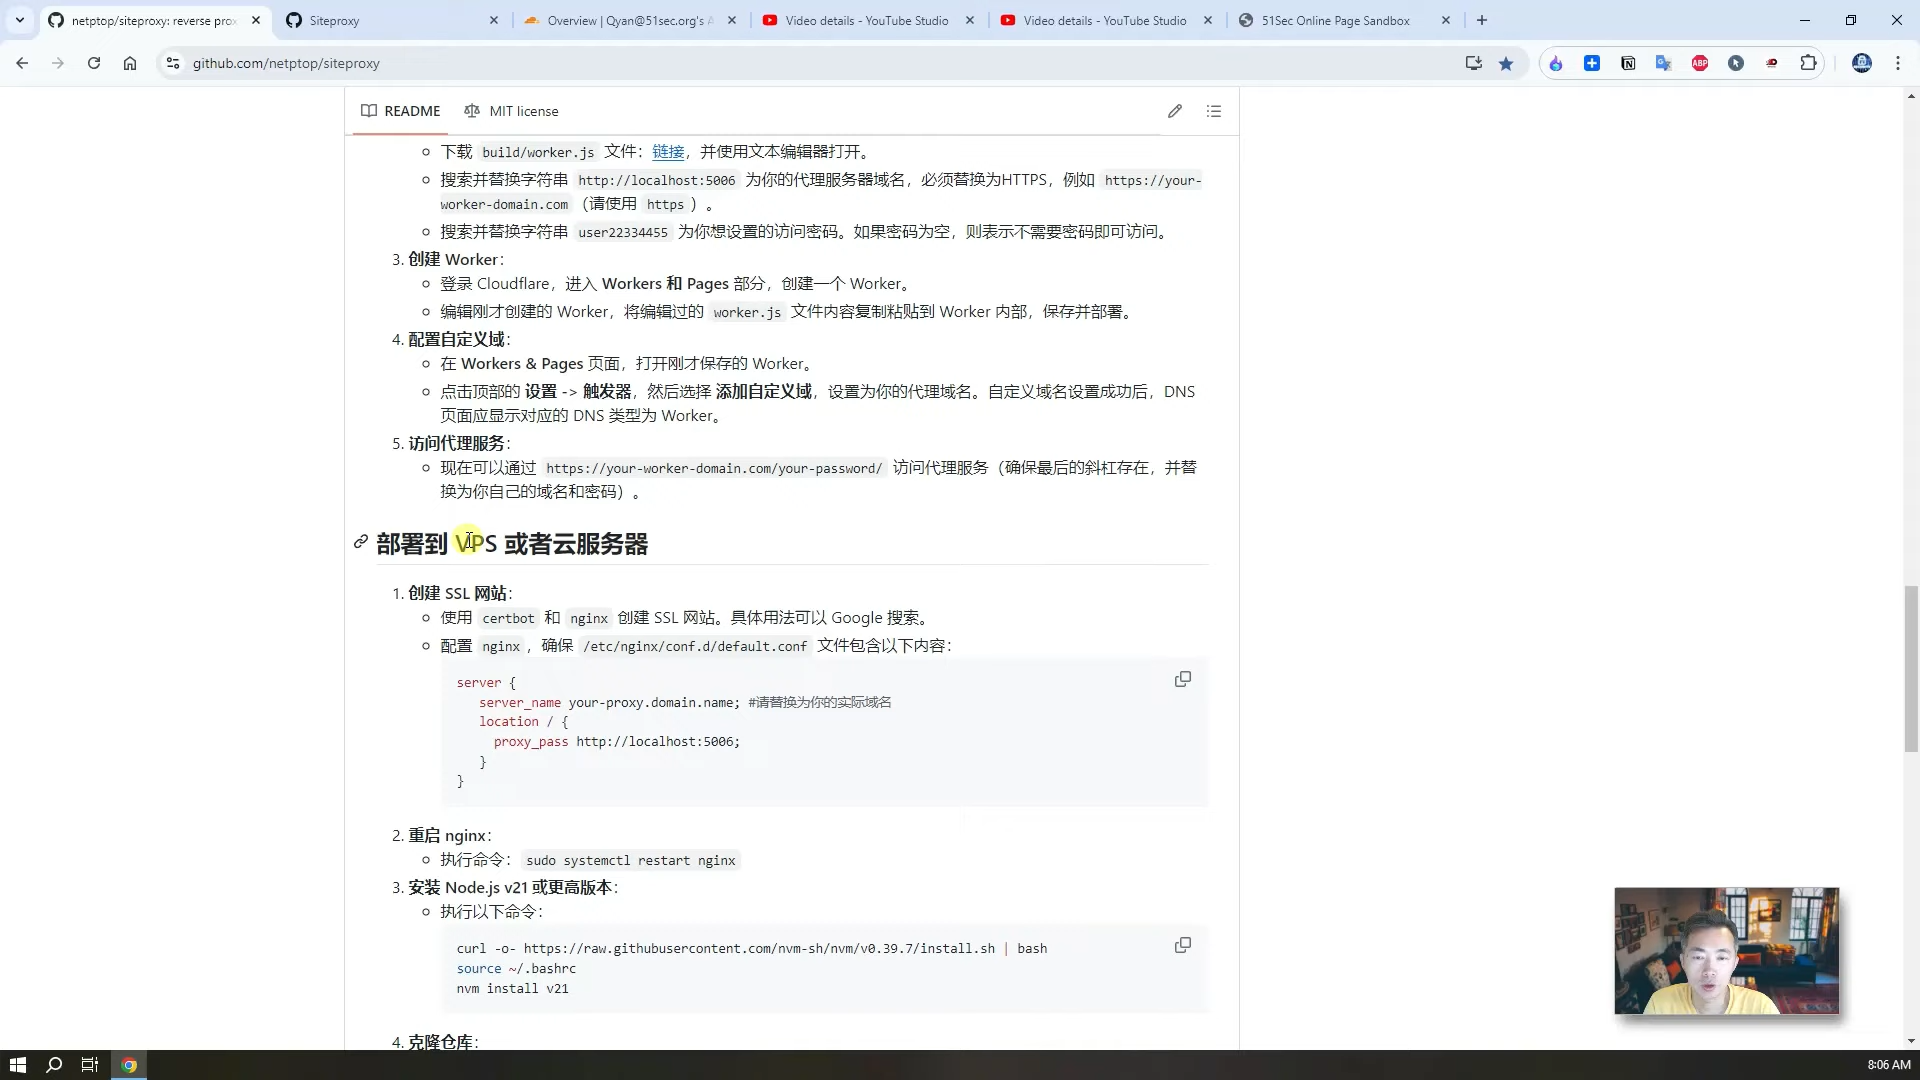 netptop/siteproxy: reverse prox
Siteproxy
Overview | Qyan@51sec.org's A
Video details - YouTube Studio
Video details - YouTube Studio
51Sec Online Page Sandbox
github.com/netptop/siteproxy
ABP
README
MIT license
下载 build/worker.js 文件：链接，并使用文本编辑器打开。
搜索并替换字符串 http://localhost:5006 为你的代理服务器域名，必须替换为HTTPS，例如 https://your-
worker-domain.com （请使用 https ）。
搜索并替换字符串 user22334455 为你想设置的访问密码。如果密码为空，则表示不需要密码即可访问。
3. 创建 Worker：
登录 Cloudflare，进入 Workers 和 Pages 部分，创建一个 Worker。
编辑刚才创建的 Worker，将编辑过的 worker.js 文件内容复制粘贴到 Worker 内部，保存并部署。
4. 配置自定义域：
在 Workers & Pages 页面，打开刚才保存的 Worker。
点击顶部的 设置 -> 触发器，然后选择 添加自定义域，设置为你的代理域名。自定义域名设置成功后，DNS
页面应显示对应的 DNS 类型为 Worker。
5. 访问代理服务：
现在可以通过 https://your-worker-domain.com/your-password/ 访问代理服务（确保最后的斜杠存在，并替
换为你自己的域名和密码）。
部署到 VPS 或者云服务器
1. 创建 SSL 网站：
使用 certbot 和 nginx 创建 SSL 网站。具体用法可以 Google 搜索。
配置 nginx ，确保 /etc/nginx/conf.d/default.conf 文件包含以下内容：
server {
server_name your-proxy.domain.name; #请替换为你的实际域名
location / {
proxy_pass http://localhost:5006;
}
}
2. 重启 nginx：
执行命令： sudo systemctl restart nginx
3. 安装 Node.js v21 或更高版本：
执行以下命令：
curl -o- https://raw.githubusercontent.com/nvm-sh/nvm/v0.39.7/install.sh | bash
source ~/.bashrc
nvm install v21
4. 克隆仓库：
8:06 AM